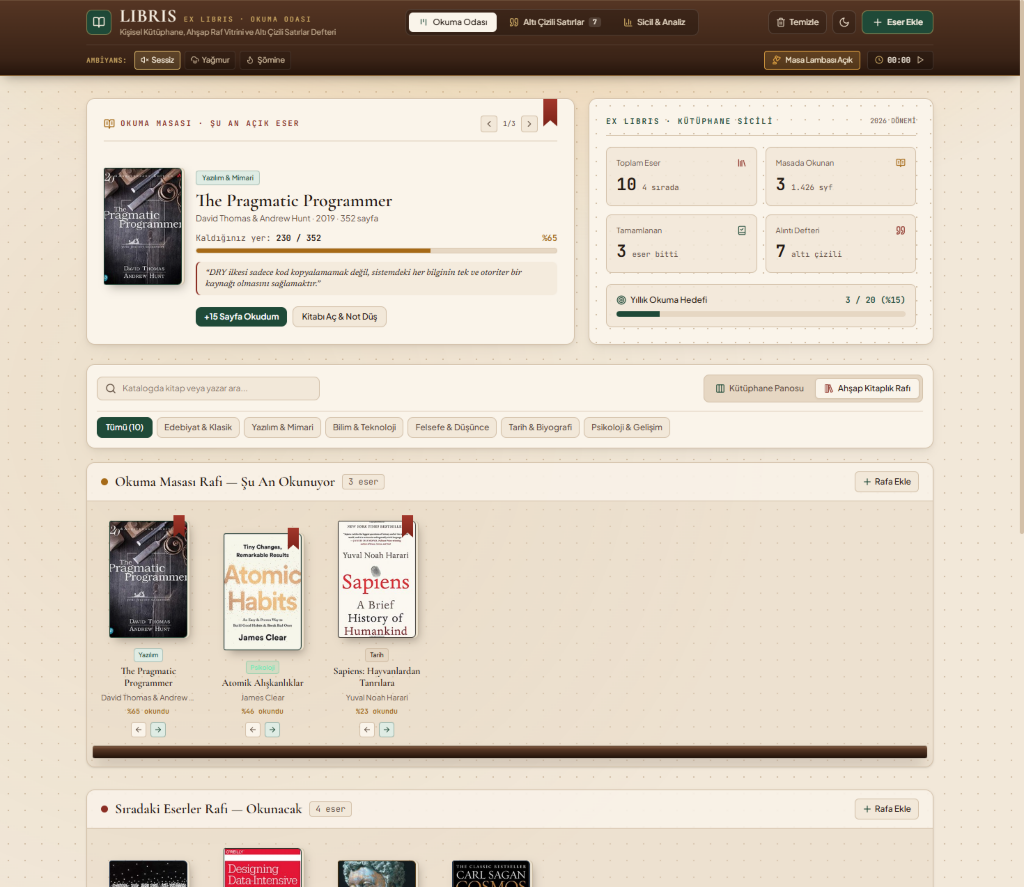 LIBRIS EX LIBRIS · OKUMA ODASI
Kişisel Kütüphane, Ahşap Raf Vitrini ve Altı Çizili Satırlar Defteri
Okuma Odası
Altı Çizili Satırlar 7
Sicil & Analiz
Temizle
Eser Ekle
AMBİYANS:
Sessiz
Yağmur
Şömine
Masa Lambası Açık
00:00
OKUMA MASASI · ŞU AN AÇIK ESER
1/3
The Pragmatic Programmer
DAVID THOMAS
ANDREW HUNT
Yazılım & Mimari
The Pragmatic Programmer
David Thomas & Andrew Hunt · 2019 · 352 sayfa
Kaldığınız yer: 230 / 352
%65
“DRY ilkesi sadece kod kopyalamamak değil, sistemdeki her bilginin tek ve otoriter bir
kaynağı olmasını sağlamaktır.”
+15 Sayfa Okudum
Kitabı Aç & Not Düş
EX LIBRIS · KÜTÜPHANE SİCİLİ
2026 DÖNEMİ
Toplam Eser
10 4 sırada
Masada Okunan
3 1.426 syf
Tamamlanan
3 eser bitti
Alıntı Defteri
7 altı çizili
Yıllık Okuma Hedefi
3 / 20 (%15)
Katalogda kitap veya yazar ara...
Kütüphane Panosu
Ahşap Kitaplık Rafı
Tümü (10)
Edebiyat & Klasik
Yazılım & Mimari
Bilim & Teknoloji
Felsefe & Düşünce
Tarih & Biyografi
Psikoloji & Gelişim
Okuma Masası Rafı — Şu An Okunuyor
3 eser
Rafa Ekle
The
Pragmatic
Programmer
DAVID THOMAS
ANDREW HUNT
Yazılım
The Pragmatic
Programmer
David Thomas & Andrew ...
%65 okundu
Tiny Changes,
Remarkable Results
Atomic
Habits
James Clear
Atomik Alışkanlıklar
James Clear
%46 okundu
Yuval Noah Harari
Sapiens
A Brief
History of
Humankind
Tarih
Sapiens: Hayvanlardan
Tanrılara
Yuval Noah Harari
%23 okundu
Sıradaki Eserler Rafı — Okunacak
4 eser
Rafa Ekle
O'REILLY
Designing
Data-Intensive
THE CLASSIC BESTSELLER
CARL SAGAN
COSMOS